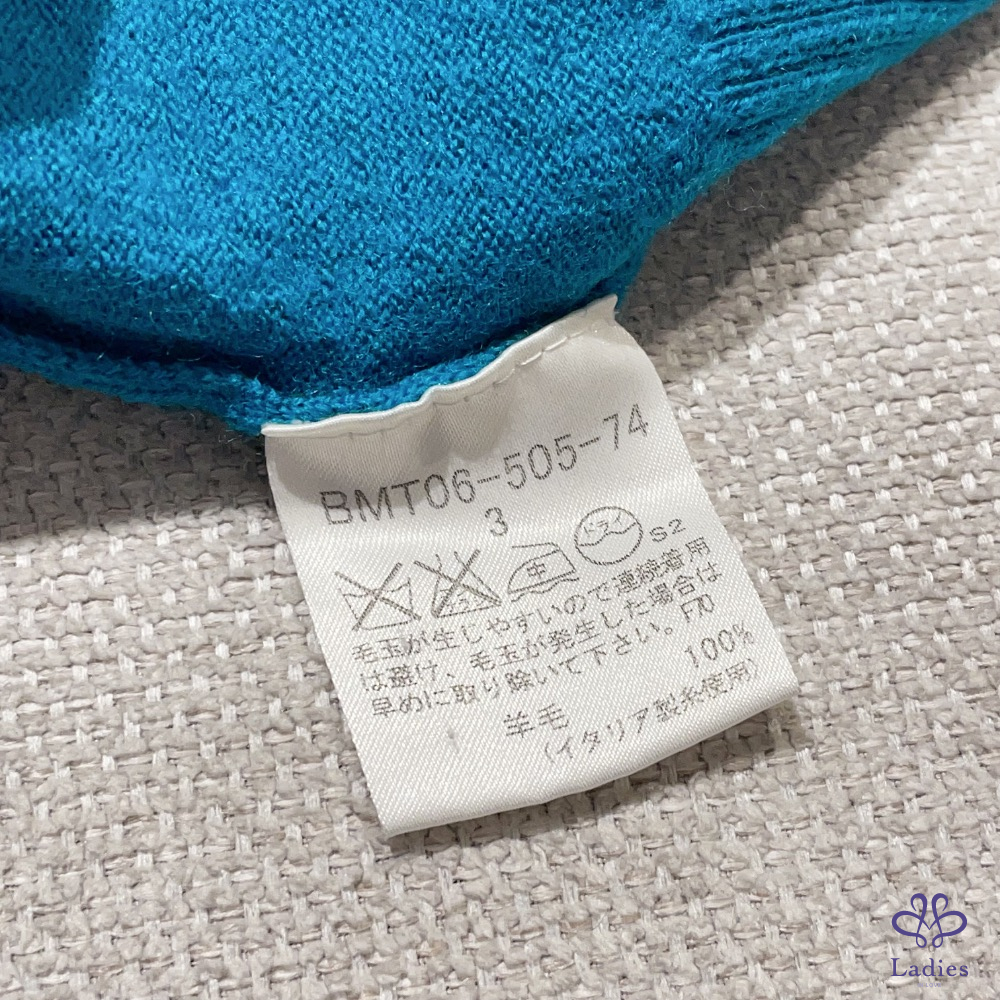 BMT06-505-74
3
中
ドライ
S2
毛玉が生じやすいので連続着用
は避け、毛玉が発生した場合は
早めに取り除いて下さい。F70
羊毛 100%
(イタリア製糸使用)
Ladies